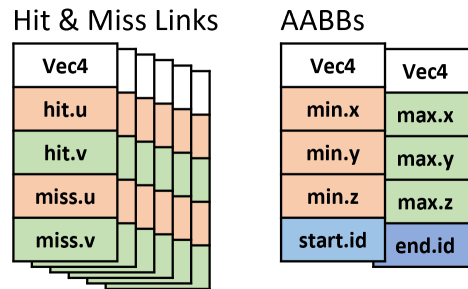 Hit & Miss Links
Vec4
hit.u
hit.v
miss.u
miss.v
AABBs
Vec4
min.x
min.y
min.z
start.id
Vec4
max.x
max.y
max.z
end.id